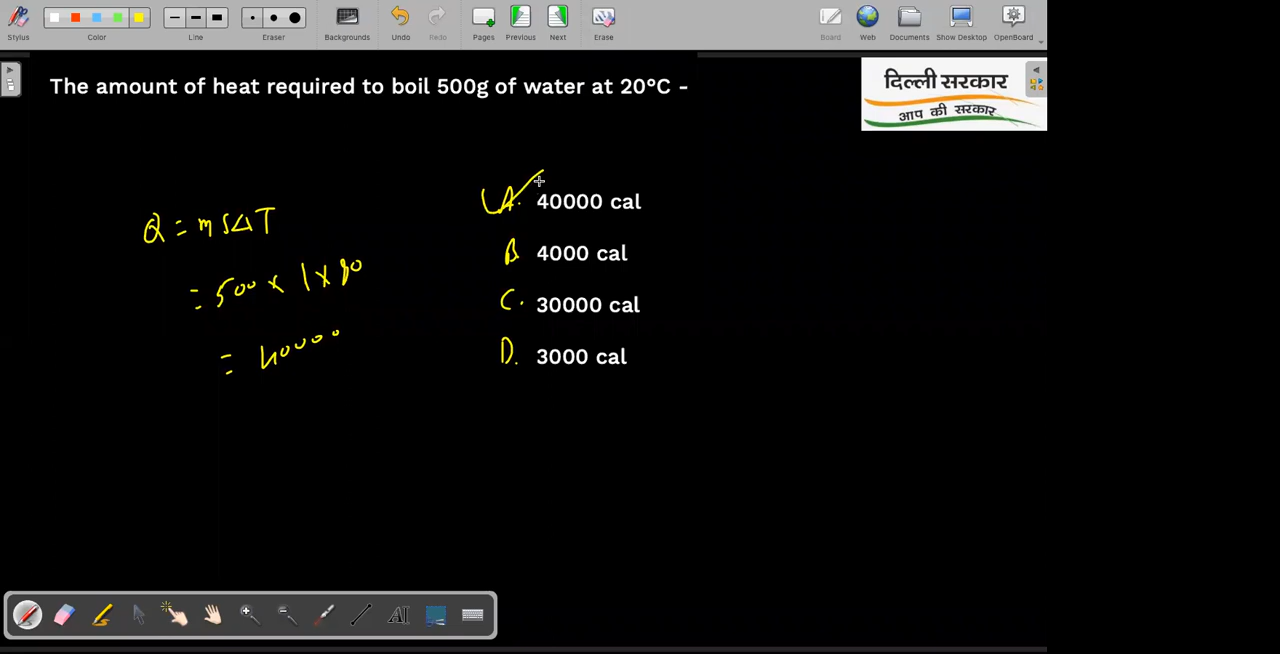 Stylus Color Line Eraser Backgrounds Undo Redo Pages Previous Next Erase Board Web Documents Show Desktop OpenBoard
The amount of heat required to boil 500g of water at 20°C -
दिल्ली सरकार
आप की सरकार
A. 40000 cal
Q = m S Δ T
B. 4000 cal
= 500 x 1 x 80
C. 30000 cal
= 40000
D. 3000 cal